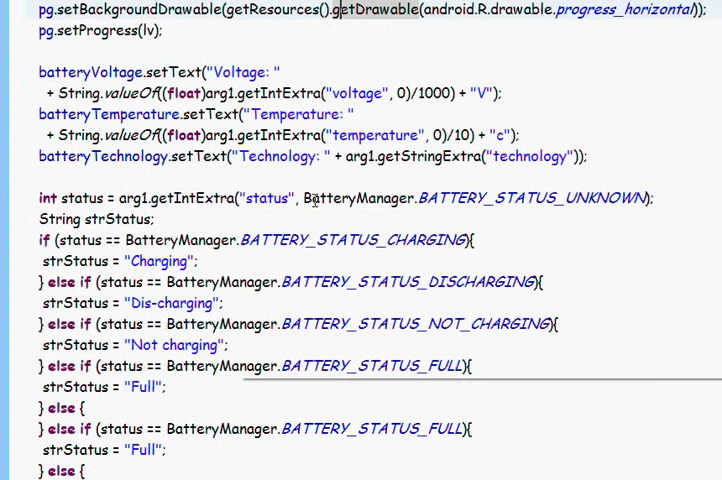 pg.setBackgroundDrawable(getResources().getDrawable(android.R.drawable.progress_horizontal));
pg.setProgress(lv);
batteryVoltage.setText("Voltage: "
+ String.valueOf((float)arg1.getIntExtra("voltage", 0)/1000) + "V");
batteryTemperature.setText("Temperature: "
+ String.valueOf((float)arg1.getIntExtra("temperature", 0)/10) + "c");
batteryTechnology.setText("Technology: " + arg1.getStringExtra("technology"));
int status = arg1.getIntExtra("status", BatteryManager.BATTERY_STATUS_UNKNOWN);
String strStatus;
if (status == BatteryManager.BATTERY_STATUS_CHARGING){
strStatus = "Charging";
} else if (status == BatteryManager.BATTERY_STATUS_DISCHARGING){
strStatus = "Dis-charging";
} else if (status == BatteryManager.BATTERY_STATUS_NOT_CHARGING){
strStatus = "Not charging";
} else if (status == BatteryManager.BATTERY_STATUS_FULL){
strStatus = "Full";
} else {
} else if (status == BatteryManager.BATTERY_STATUS_FULL){
strStatus = "Full";
} else {